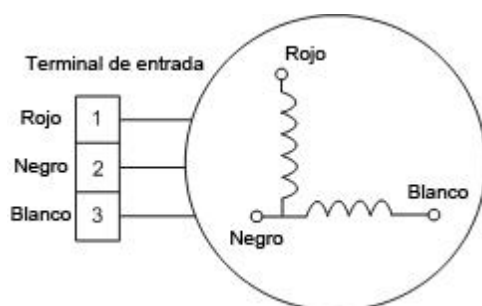 Terminal de entrada
Rojo 1
Negro 2
Blanco 3
Rojo
Blanco
Negro